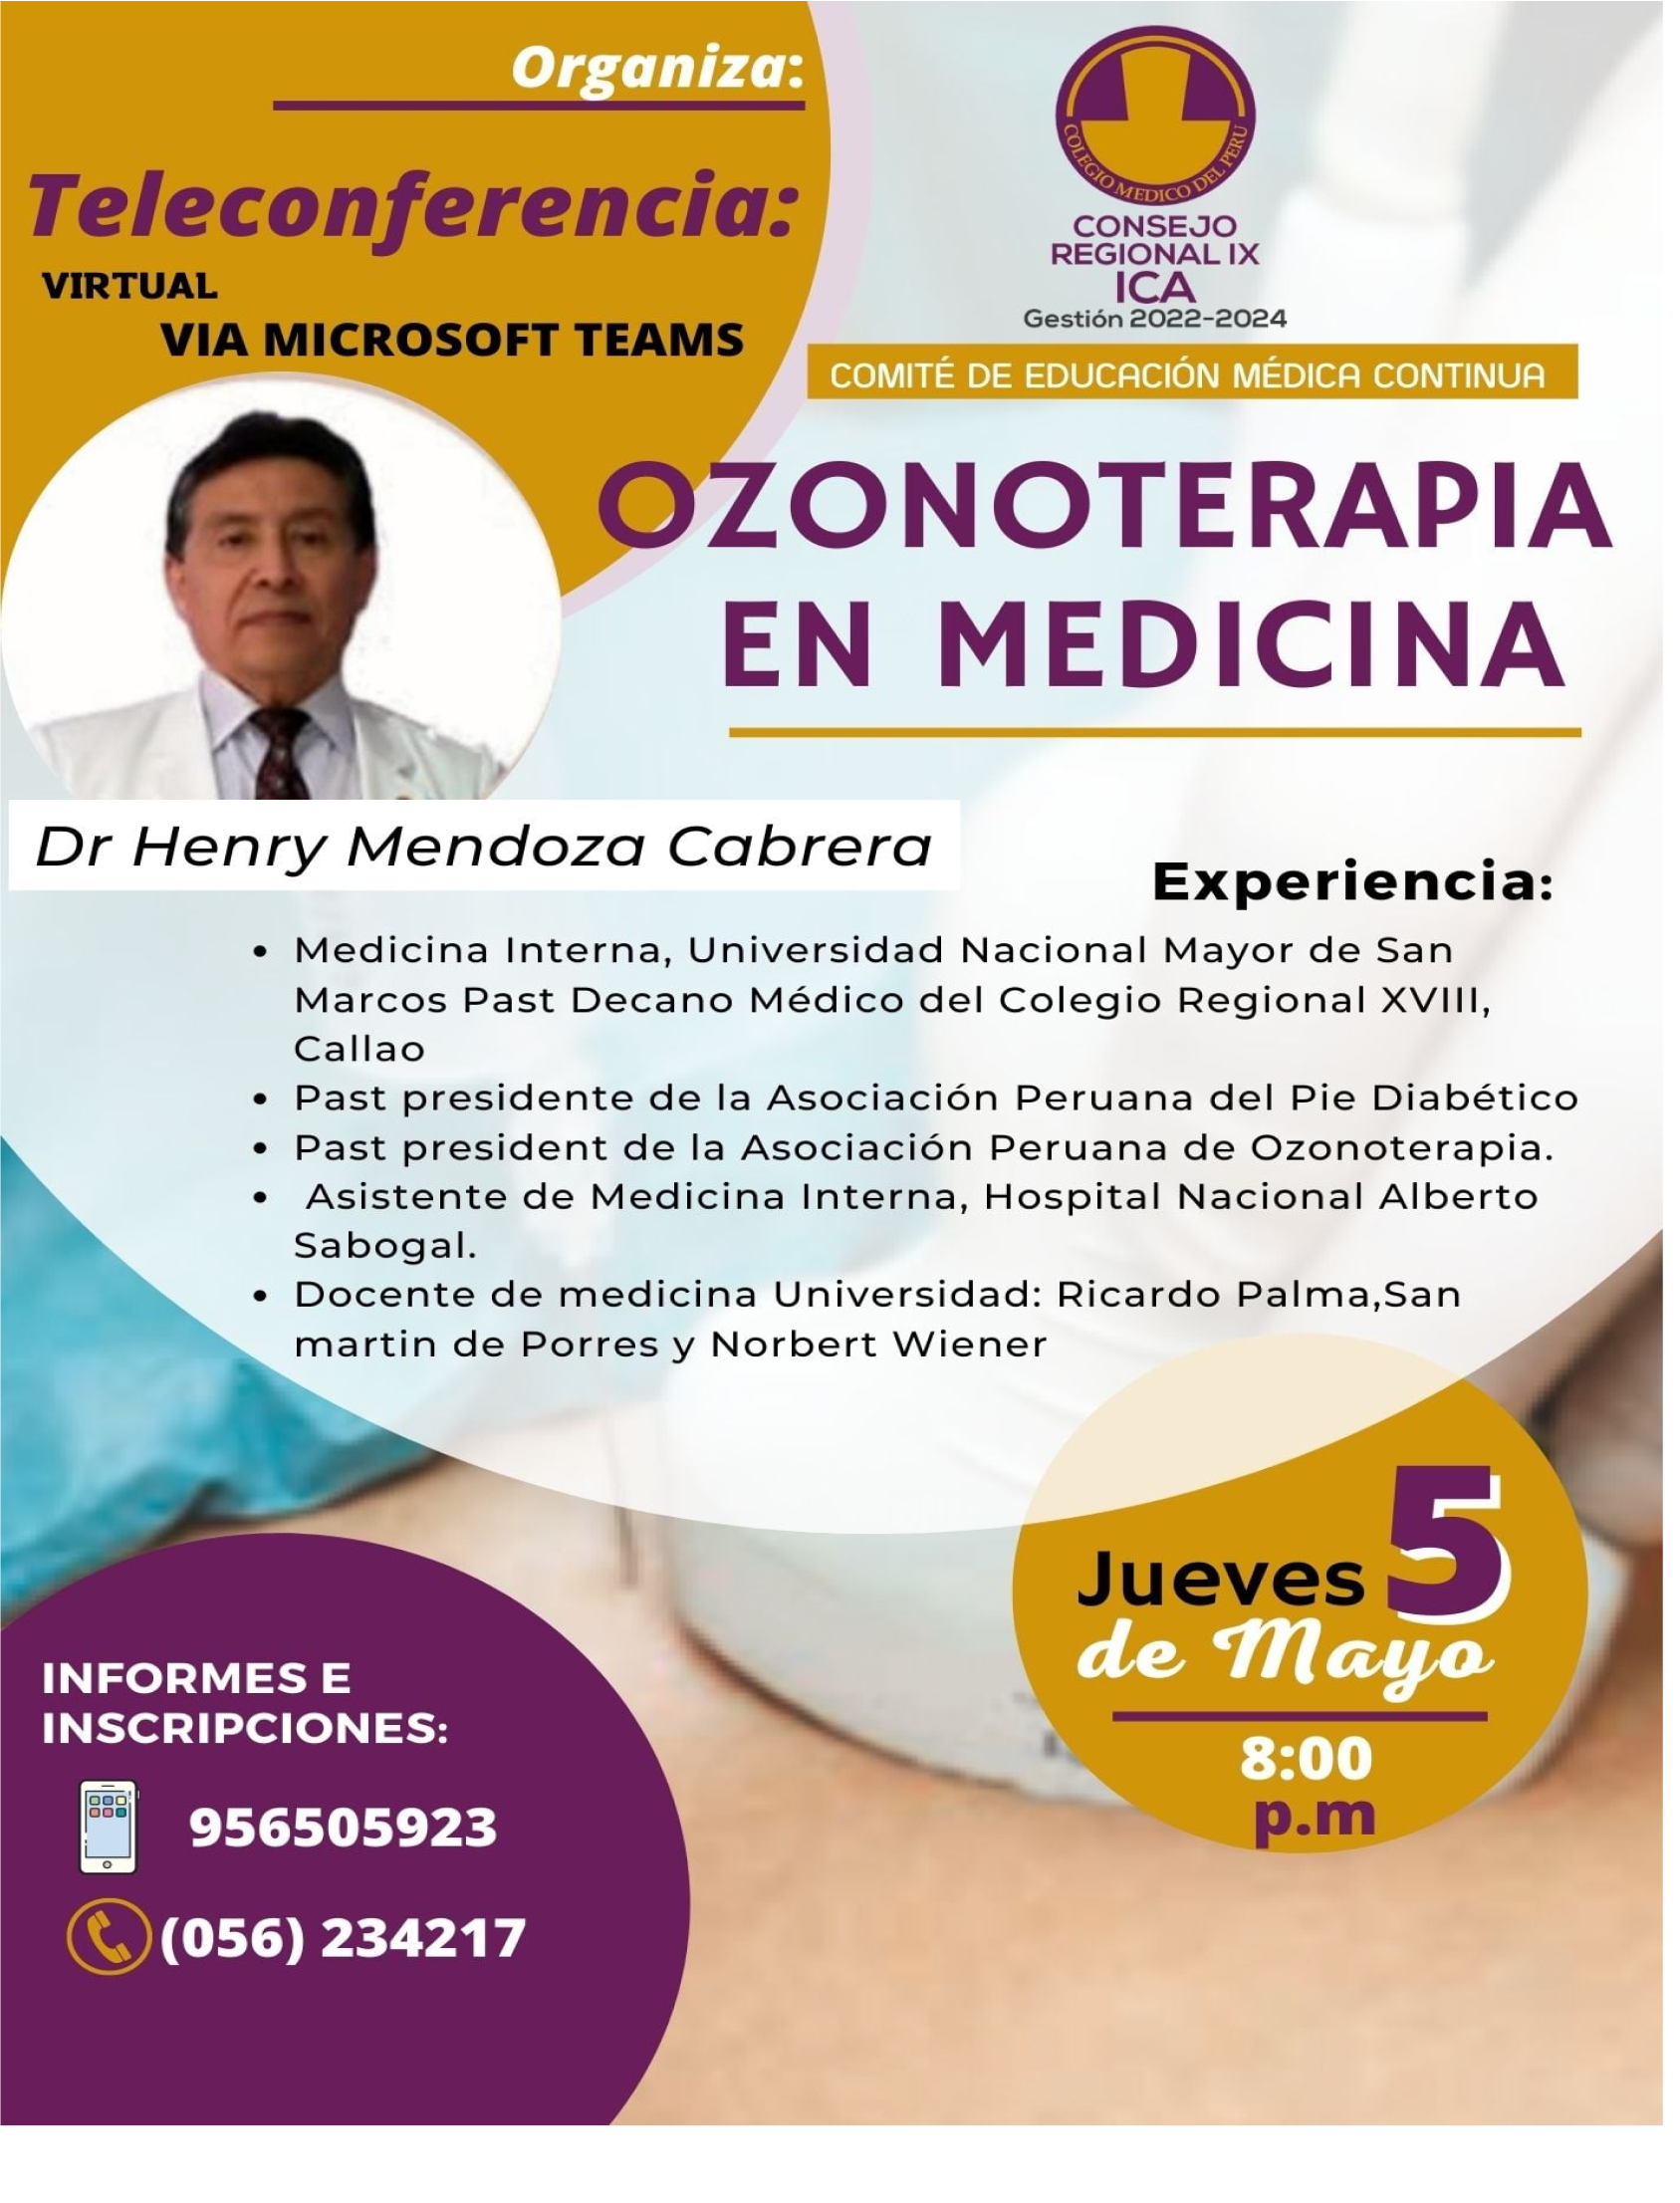 Organiza:
Teleconferencia:
VIRTUAL
VIA MICROSOFT TEAMS
COLEGIO MEDICO DEL PERU
CONSEJO
REGIONAL IX
ICA
Gestión 2022-2024
COMITÉ DE EDUCACIÓN MÉDICA CONTINUA
OZONOTERAPIA
EN MEDICINA
Dr Henry Mendoza Cabrera
Experiencia:
• Medicina Interna, Universidad Nacional Mayor de San
Marcos Past Decano Médico del Colegio Regional XVIII,
Callao
• Past presidente de la Asociación Peruana del Pie Diabético
• Past president de la Asociación Peruana de Ozonoterapia.
• Asistente de Medicina Interna, Hospital Nacional Alberto
Sabogal.
• Docente de medicina Universidad: Ricardo Palma,San
martin de Porres y Norbert Wiener
Jueves 5
de Mayo
8:00
p.m
INFORMES E
INSCRIPCIONES:
956505923
(056) 234217